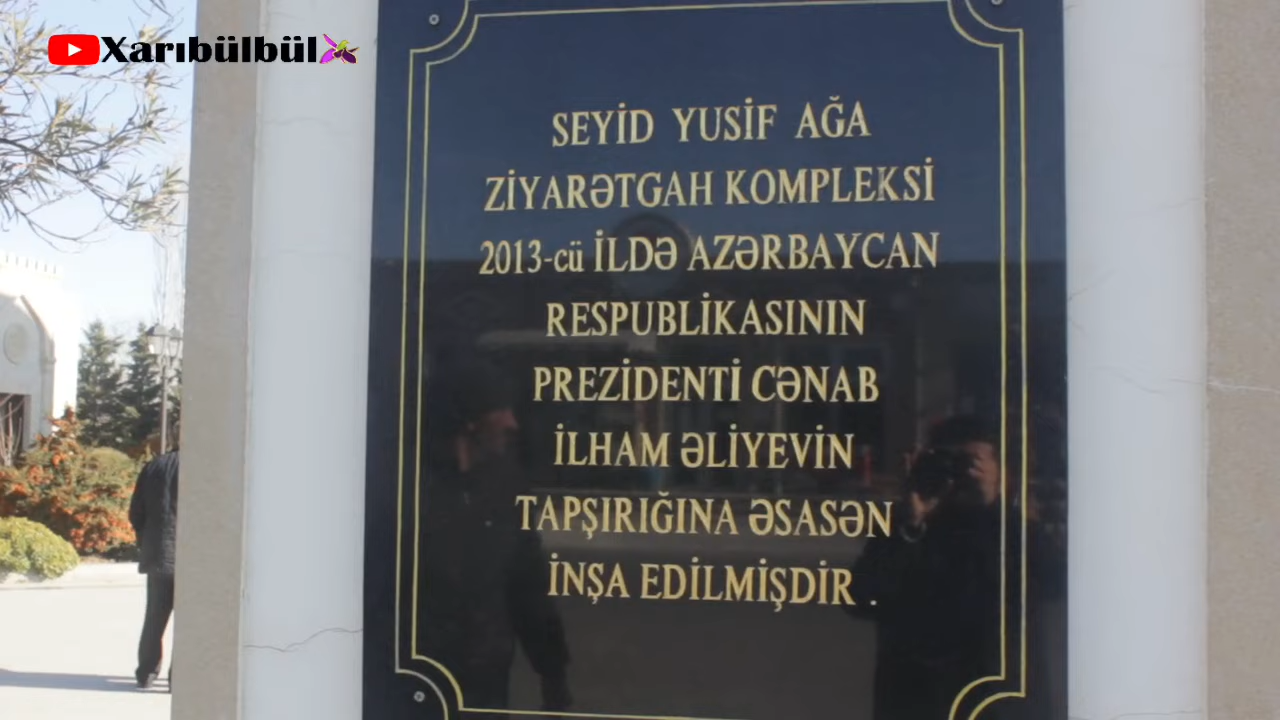 Xarıbülbül
SEYİD YUSİF AĞA
ZİYARƏTGAH KOMPLEKSİ
2013-cü İLDƏ AZƏRBAYCAN
RESPUBLİKASININ
PREZİDENTİ CƏNAB
İLHAM ƏLİYEVİN
TAPŞIRIĞINA ƏSASƏN
İNŞA EDİLMİŞDİR .